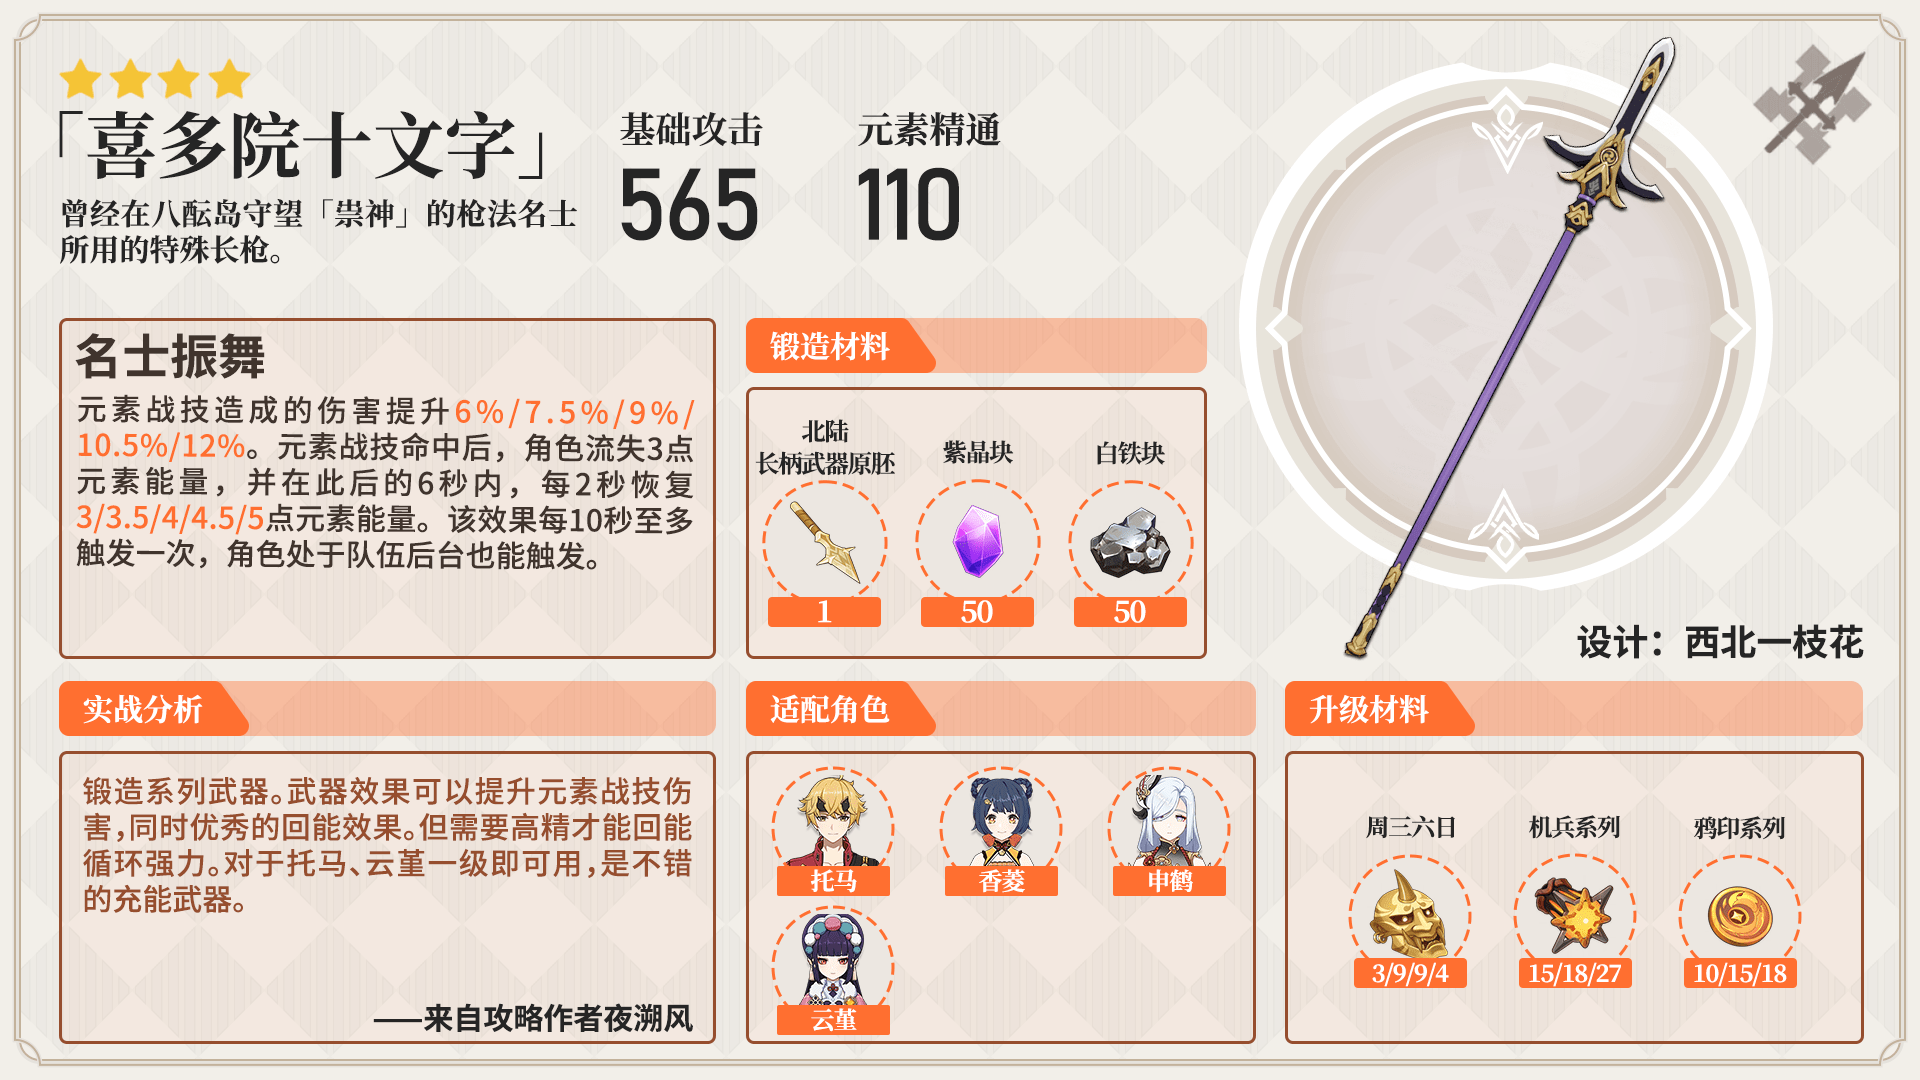 「喜多院十文字」
曾经在八酝岛守望「祟神」的枪法名士
所用的特殊长枪。
基础攻击
565
元素精通
110
名士振舞
元素战技造成的伤害提升6%/7.5%/9%/
10.5%/12%。元素战技命中后，角色流失3点
元素能量，并在此后的6秒内，每2秒恢复
3/3.5/4/4.5/5点元素能量。该效果每10秒至多
触发一次，角色处于队伍后台也能触发。
锻造材料
北陆
长柄武器原胚
1
紫晶块
50
白铁块
50
设计：西北一枝花
实战分析
锻造系列武器。武器效果可以提升元素战技伤
害，同时优秀的回能效果。但需要高精才能回能
循环强力。对于托马、云堇一级即可用，是不错
的充能武器。
——来自攻略作者夜溯风
适配角色
托马
香菱
申鹤
云堇
升级材料
周三六日
3/9/9/4
机兵系列
15/18/27
鸦印系列
10/15/18